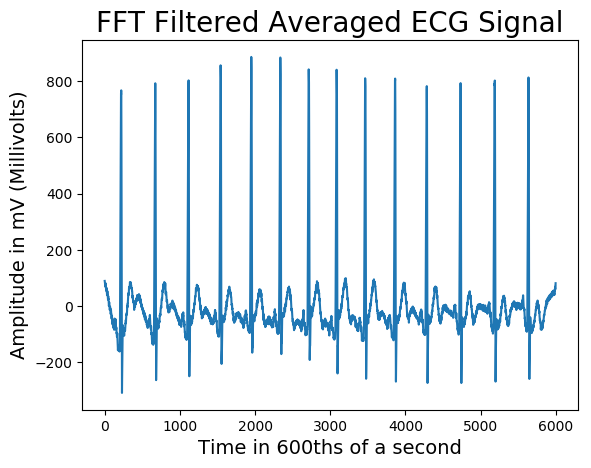 FFT Filtered Averaged ECG Signal
Amplitude in mV (Millivolts)
800
600
400
200
0
−200
0 1000 2000 3000 4000 5000 6000
Time in 600ths of a second